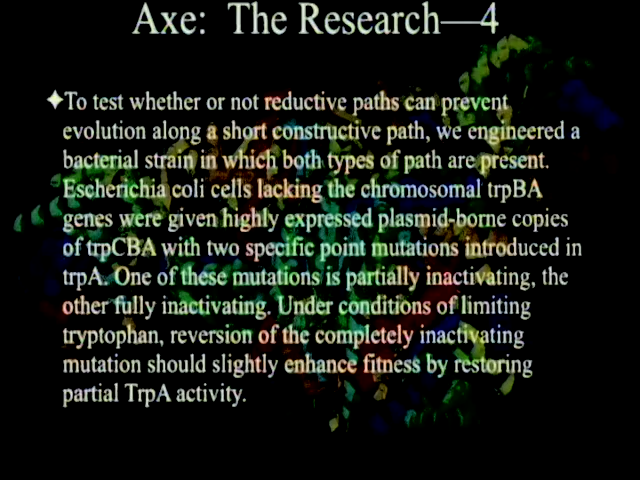 Axe: The Research—4
✦To test whether or not reductive paths can prevent
evolution along a short constructive path, we engineered a
bacterial strain in which both types of path are present.
Escherichia coli cells lacking the chromosomal trpBA
genes were given highly expressed plasmid-borne copies
of trpCBA with two specific point mutations introduced in
trpA. One of these mutations is partially inactivating, the
other fully inactivating. Under conditions of limiting
tryptophan, reversion of the completely inactivating
mutation should slightly enhance fitness by restoring
partial TrpA activity.